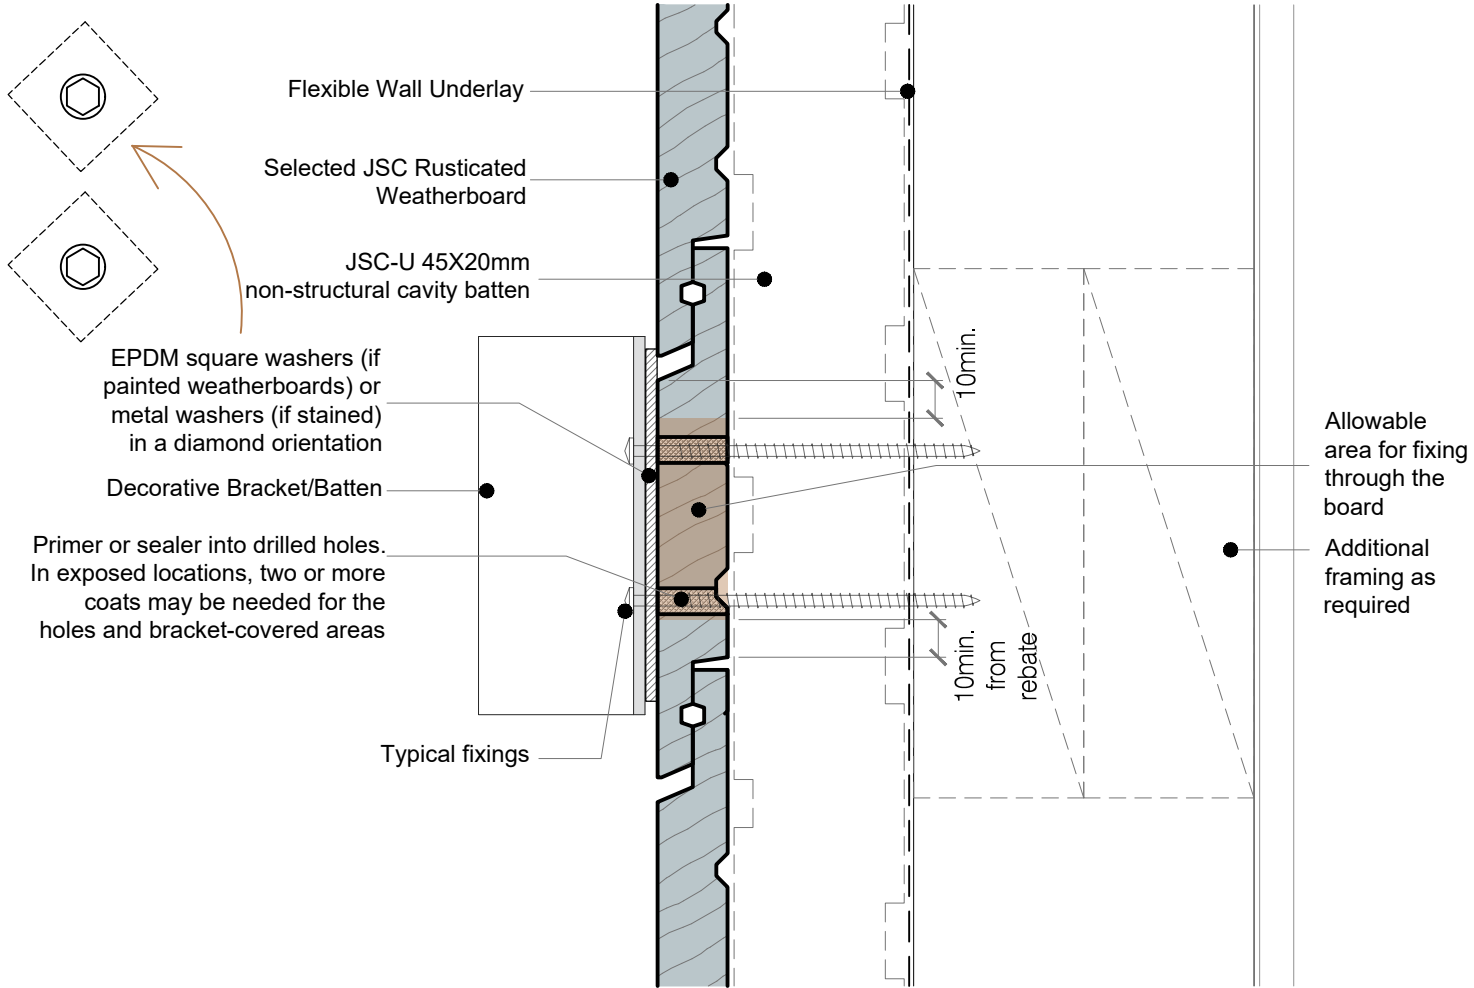 Flexible Wall Underlay
Selected JSC Rusticated
Weatherboard
JSC-U 45X20mm
non-structural cavity batten
EPDM square washers (if
painted weatherboards) or
metal washers (if stained)
in a diamond orientation
Decorative Bracket/Batten
Primer or sealer into drilled holes.
In exposed locations, two or more
coats may be needed for the
holes and bracket-covered areas
Typical fixings
10min.
10min.
from
rebate
Allowable
area for fixing
through the
board
Additional
framing as
required